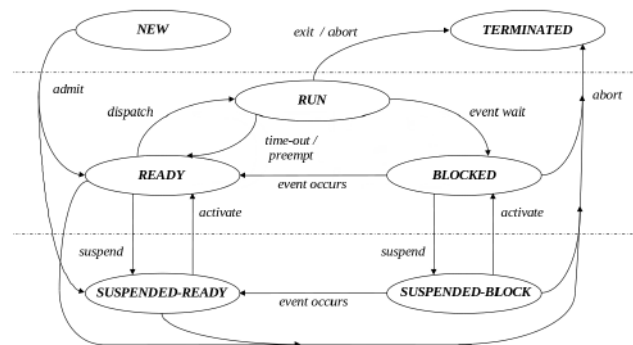 NEW
TERMINATED
exit / abort
admit
RUN
abort
dispatch
event wait
time-out /
preempt
READY
BLOCKED
event occurs
activate
activate
suspend
suspend
SUSPENDED-READY
SUSPENDED-BLOCK
event occurs